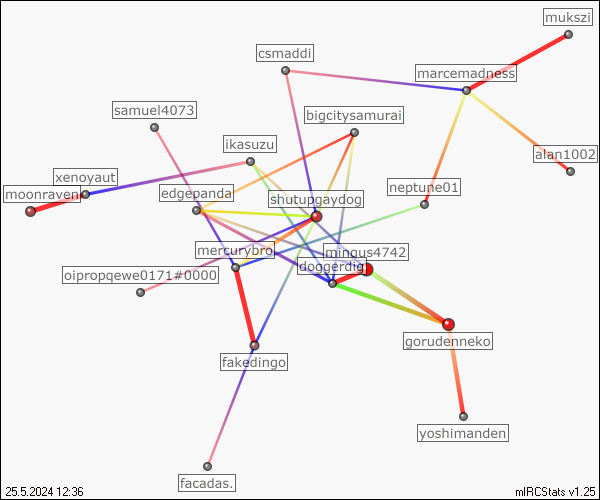 mukszi
csmaddi
marcemadness
samuel4073
bigcitysamurai
ikasuzu
alan1002
xenoyaut
moonraven
edgepanda
shutupgaydog
neptune01
mercurybro
mingus4742
oipropqewe0171#0000
doggerdig
gorudenneko
fakedingo
yoshimanden
facadas.
25.5.2024 12:36
mIRCStats v1.25